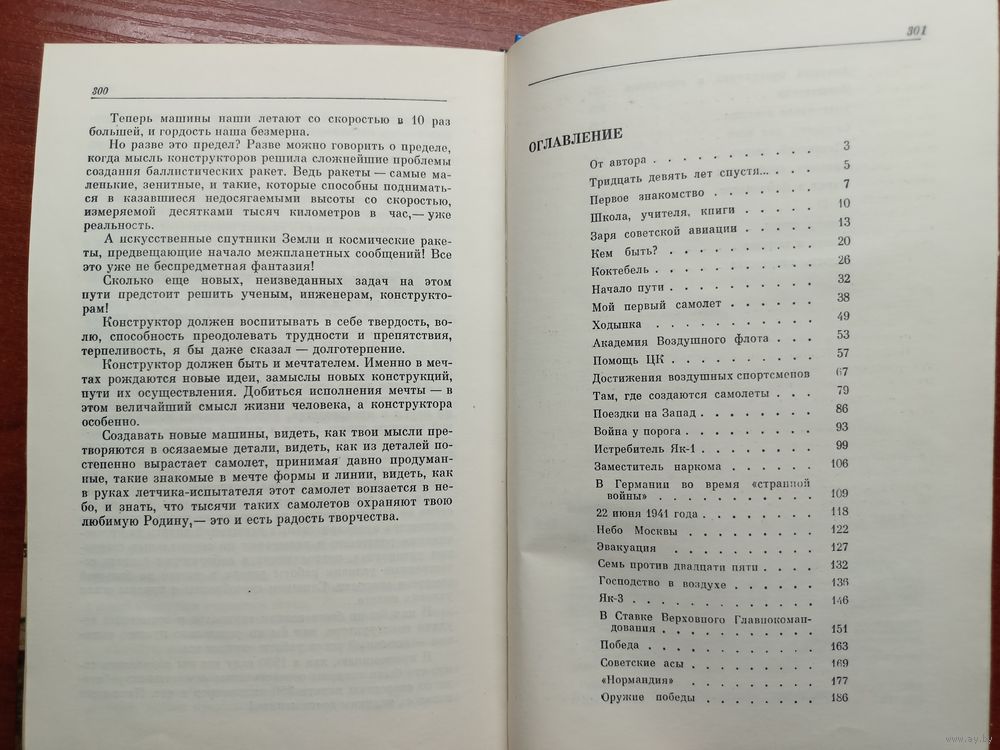 300
Теперь машины наши летают со скоростью в 10 раз
большей, и гордость наша безмерна.
Но разве это предел? Разве можно говорить о пределе,
когда мысль конструкторов решила сложнейшие проблемы
создания баллистических ракет. Ведь ракеты — самые ма-
ленькие, зенитные, и такие, которые способны поднимать-
ся в казавшиеся недосягаемыми высоты со скоростью,
измеряемой десятками тысяч километров в час,— уже
реальность.
А искусственные спутники Земли и космические раке-
ты, предвещающие начало межпланетных сообщений! Все
это уже не беспредметная фантазия!
Сколько еще новых, неизведанных задач на этом
пути предстоит решить ученым, инженерам, конструкто-
рам!
Конструктор должен воспитывать в себе твердость, во-
лю, способность преодолевать трудности и препятствия,
терпеливость, я бы даже сказал — долготерпение.
Конструктор должен быть и мечтателем. Именно в меч-
тах рождаются новые идеи, замыслы новых конструкций,
пути их осуществления. Добиться исполнения мечты — в
этом величайший смысл жизни человека, а конструктора
особенно.
Создавать новые машины, видеть, как твои мысли пре-
творяются в осязаемые детали, видеть, как из деталей по-
степенно вырастает самолет, принимая давно продуман-
ные, такие знакомые в мечте формы и линии, видеть, как
в руках летчика-испытателя этот самолет вонзается в не-
бо, и знать, что тысячи таких самолетов охраняют твою
любимую Родину,— это и есть радость творчества.
301
ОГЛАВЛЕНИЕ
От автора . . . . . . . . . . . 3
Тридцать девять лет спустя... . . . 5
Первое знакомство . . . . . . . 7
Школа, учителя, книги . . . . . 10
Заря советской авиации . . . . . 13
Кем быть? . . . . . . . . . . 20
Коктебель . . . . . . . . . . 26
Начало пути . . . . . . . . . 32
Мой первый самолет . . . . . . 38
Ходынка . . . . . . . . . . . 49
Академия Воздушного флота . . . 53
Помощь ЦК . . . . . . . . . . 57
Достижения воздушных спортсменов 67
Там, где создаются самолеты . . . 79
Поездки на Запад . . . . . . . . 86
Война у порога . . . . . . . . . 93
Истребитель Як-1 . . . . . . . . 99
Заместитель наркома . . . . . . 106
В Германии во время «странной
войны» . . . . . . . . . . . 109
22 июня 1941 года . . . . . . . . 118
Небо Москвы . . . . . . . . . 122
Эвакуация . . . . . . . . . . 127
Семь против двадцати пяти . . . . 132
Господство в воздухе . . . . . . 136
Як-3 . . . . . . . . . . . . . 146
В Ставке Верховного Главнокоман-
дования . . . . . . . . . . . 151
Победа . . . . . . . . . . . . 163
Советские асы . . . . . . . . . 169
«Нормандия» . . . . . . . . . 177
Оружие победы . . . . . . . . 186
www.ay.by